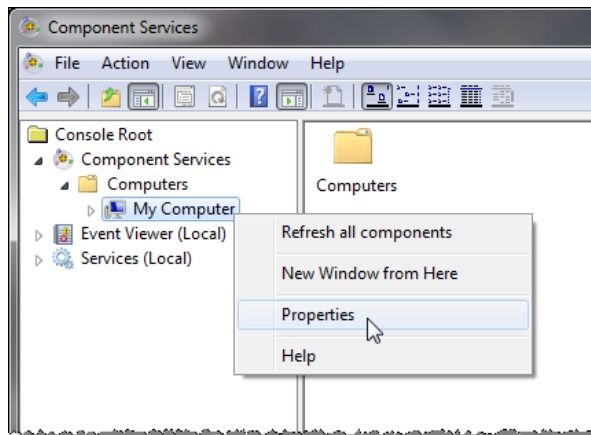 Component Services
File Action View Window Help
Console Root
Component Services
Computers
My Computer
Event Viewer (Local)
Services (Local)
Computers
Refresh all components
New Window from Here
Properties
Help